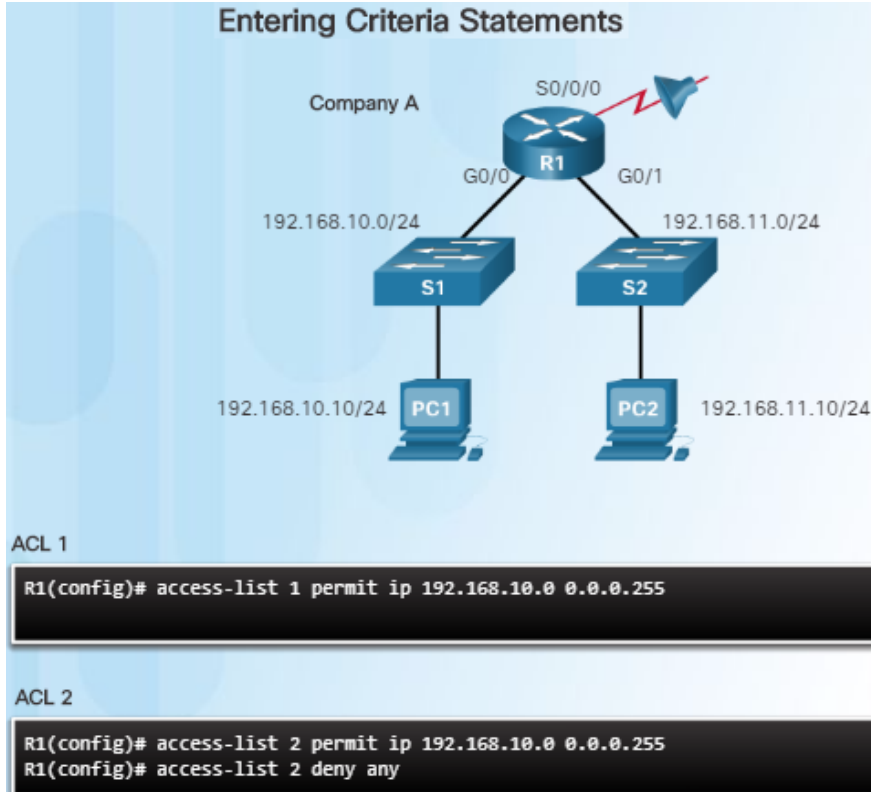 Entering Criteria Statements
Company A
S0/0/0
R1
G0/0
G0/1
192.168.10.0/24
192.168.11.0/24
S1
S2
192.168.10.10/24
PC1
PC2
192.168.11.10/24
ACL 1
R1(config)# access-list 1 permit ip 192.168.10.0 0.0.0.255
ACL 2
R1(config)# access-list 2 permit ip 192.168.10.0 0.0.0.255
R1(config)# access-list 2 deny any